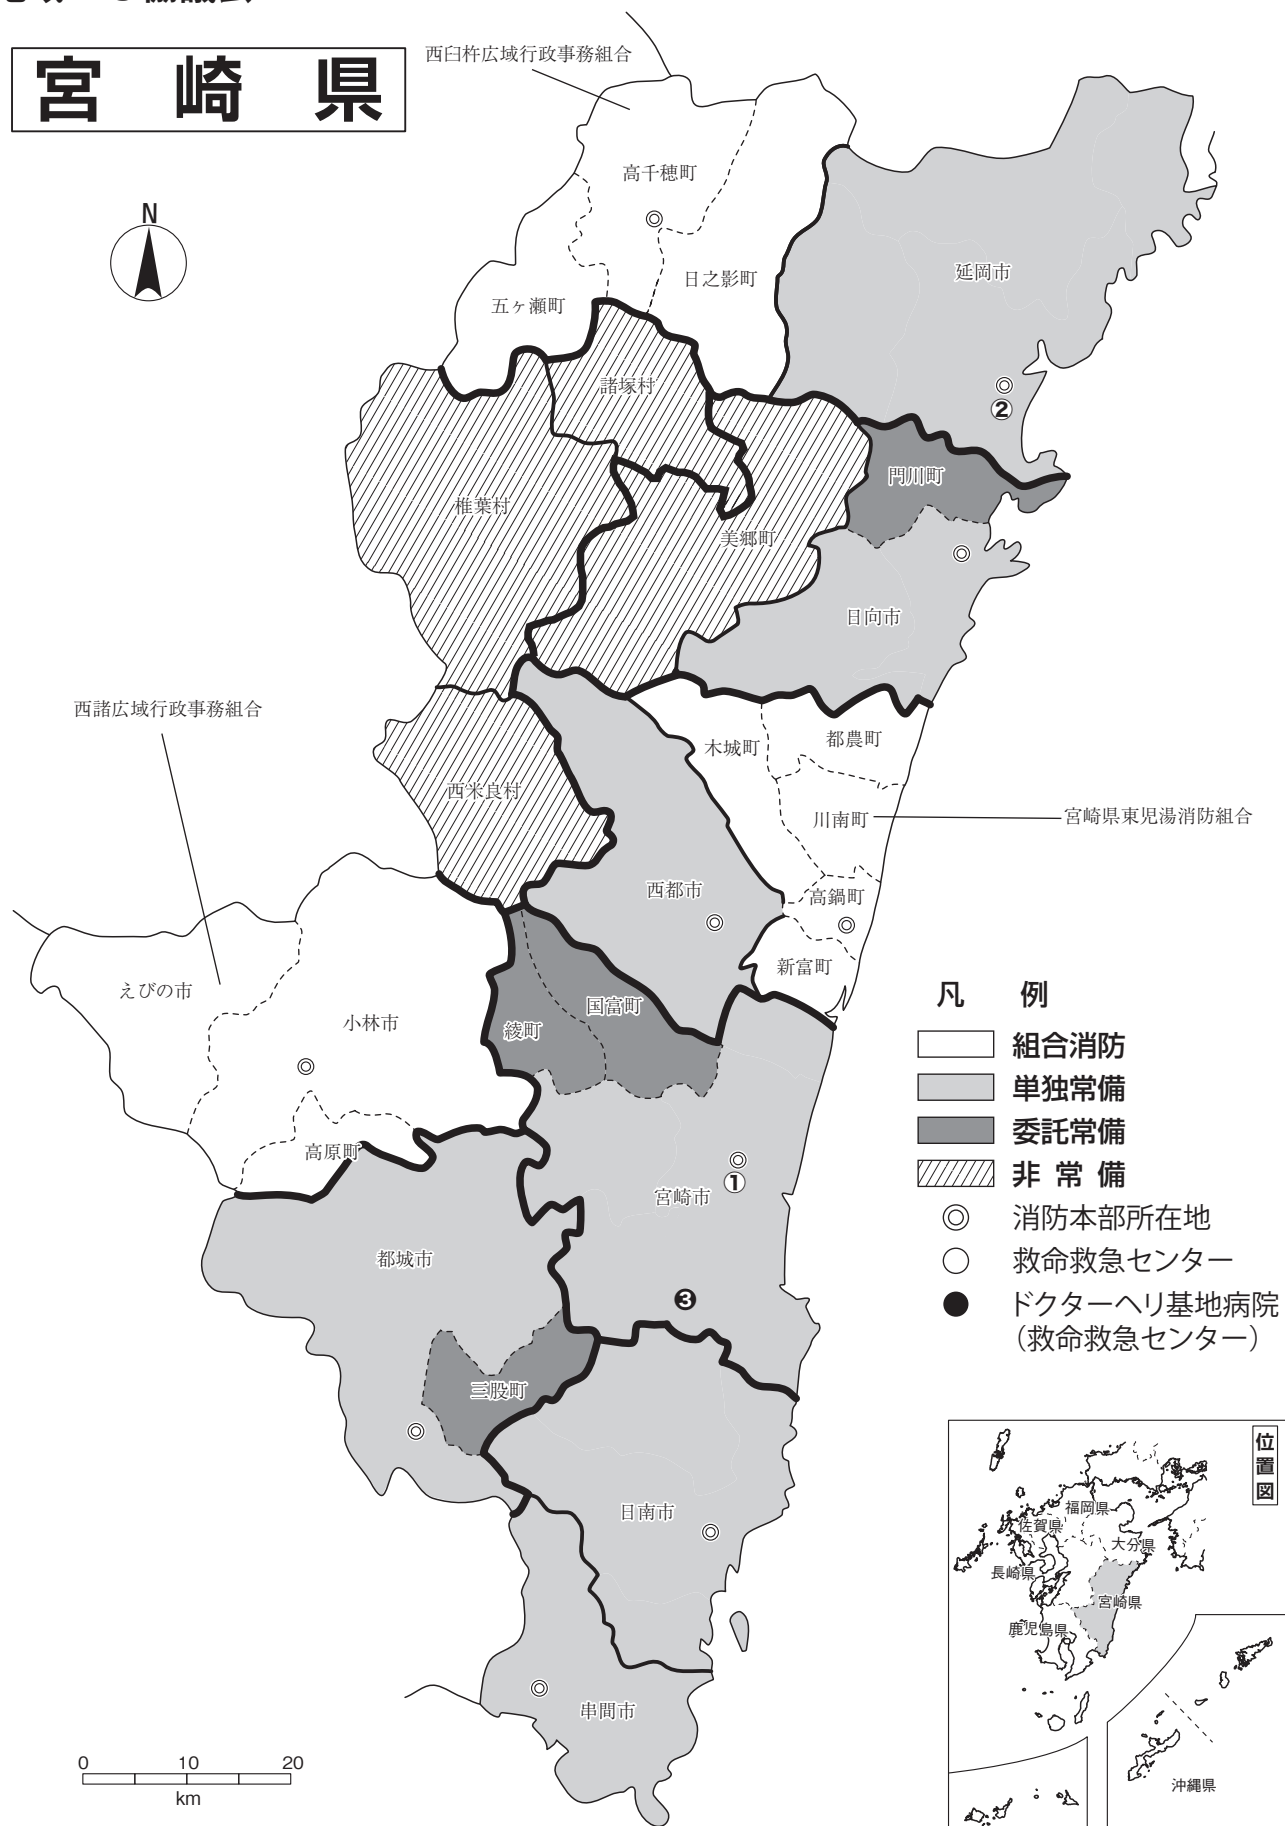 宮崎県
西臼杵広域行政事務組合
N
高千穂町
日之影町
五ヶ瀬町
延岡市
②
諸塚村
門川町
椎葉村
美郷町
日向市
西諸広域行政事務組合
木城町
都農町
西米良村
川南町
宮崎県東児湯消防組合
西都市
高鍋町
新富町
えびの市
国富町
綾町
小林市
高原町
宮崎市
①
都城市
❸
三股町
日南市
串間市
凡例
組合消防
単独常備
委託常備
非常備
消防本部所在地
救命救急センター
ドクターヘリ基地病院
（救命救急センター）
位置図
福岡県
佐賀県
大分県
長崎県
宮崎県
鹿児島県
沖縄県
0 10 20
km